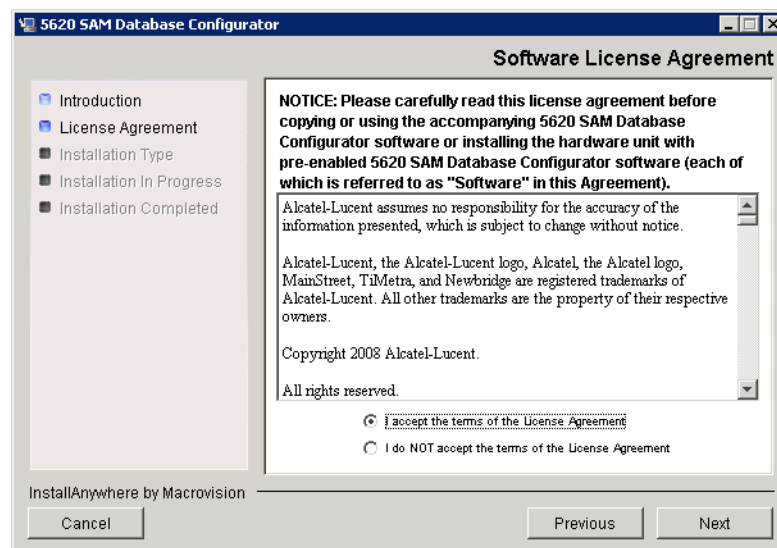 5620 SAM Database Configurator
Software License Agreement
Introduction
License Agreement
Installation Type
Installation In Progress
Installation Completed
NOTICE: Please carefully read this license agreement before
copying or using the accompanying 5620 SAM Database
Configurator software or installing the hardware unit with
pre-enabled 5620 SAM Database Configurator software (each of
which is referred to as "Software" in this Agreement).
Alcatel-Lucent assumes no responsibility for the accuracy of the
information presented, which is subject to change without notice.
Alcatel-Lucent, the Alcatel-Lucent logo, Alcatel, the Alcatel logo,
MainStreet, TiMetra, and Newbridge are registered trademarks of
Alcatel-Lucent. All other trademarks are the property of their respective
owners.
Copyright 2008 Alcatel-Lucent.
All rights reserved.
I accept the terms of the License Agreement
I do NOT accept the terms of the License Agreement
InstallAnywhere by Macrovision
Cancel
Previous
Next